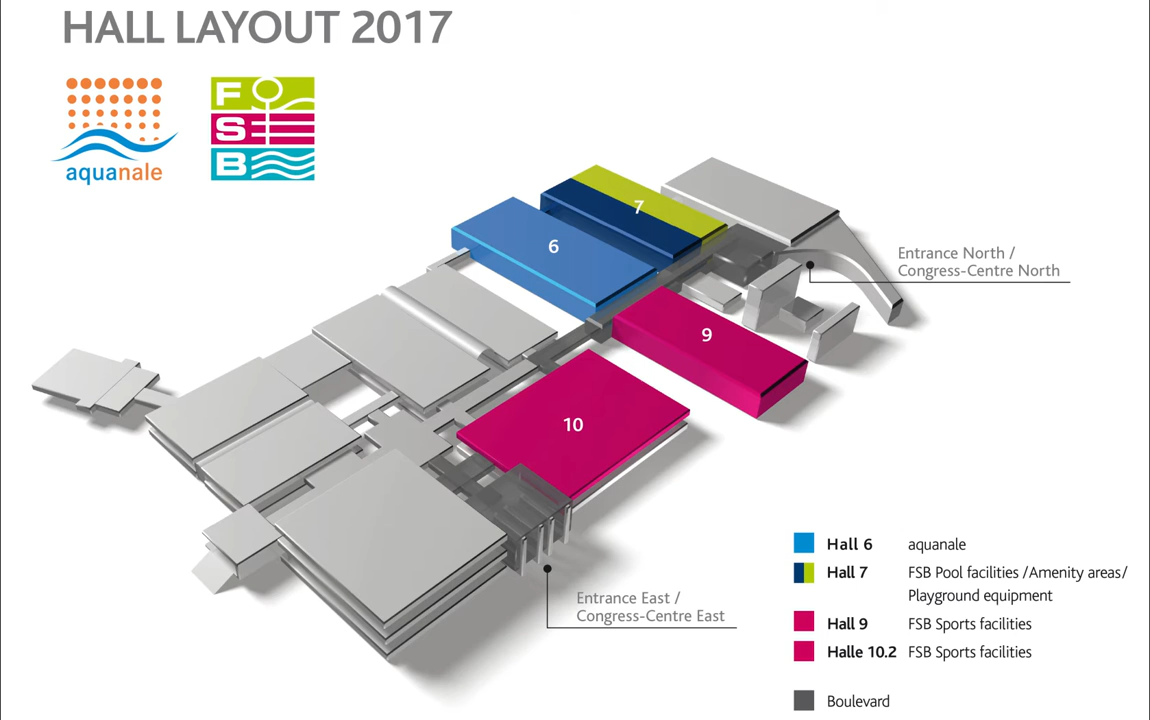 HALL LAYOUT 2017
aquanale
F
S
B
7
6
9
10
Entrance North /
Congress-Centre North
Entrance East /
Congress-Centre East
Hall 6 aquanale
Hall 7 FSB Pool facilities /Amenity areas/
Playground equipment
Hall 9 FSB Sports facilities
Halle 10.2 FSB Sports facilities
Boulevard